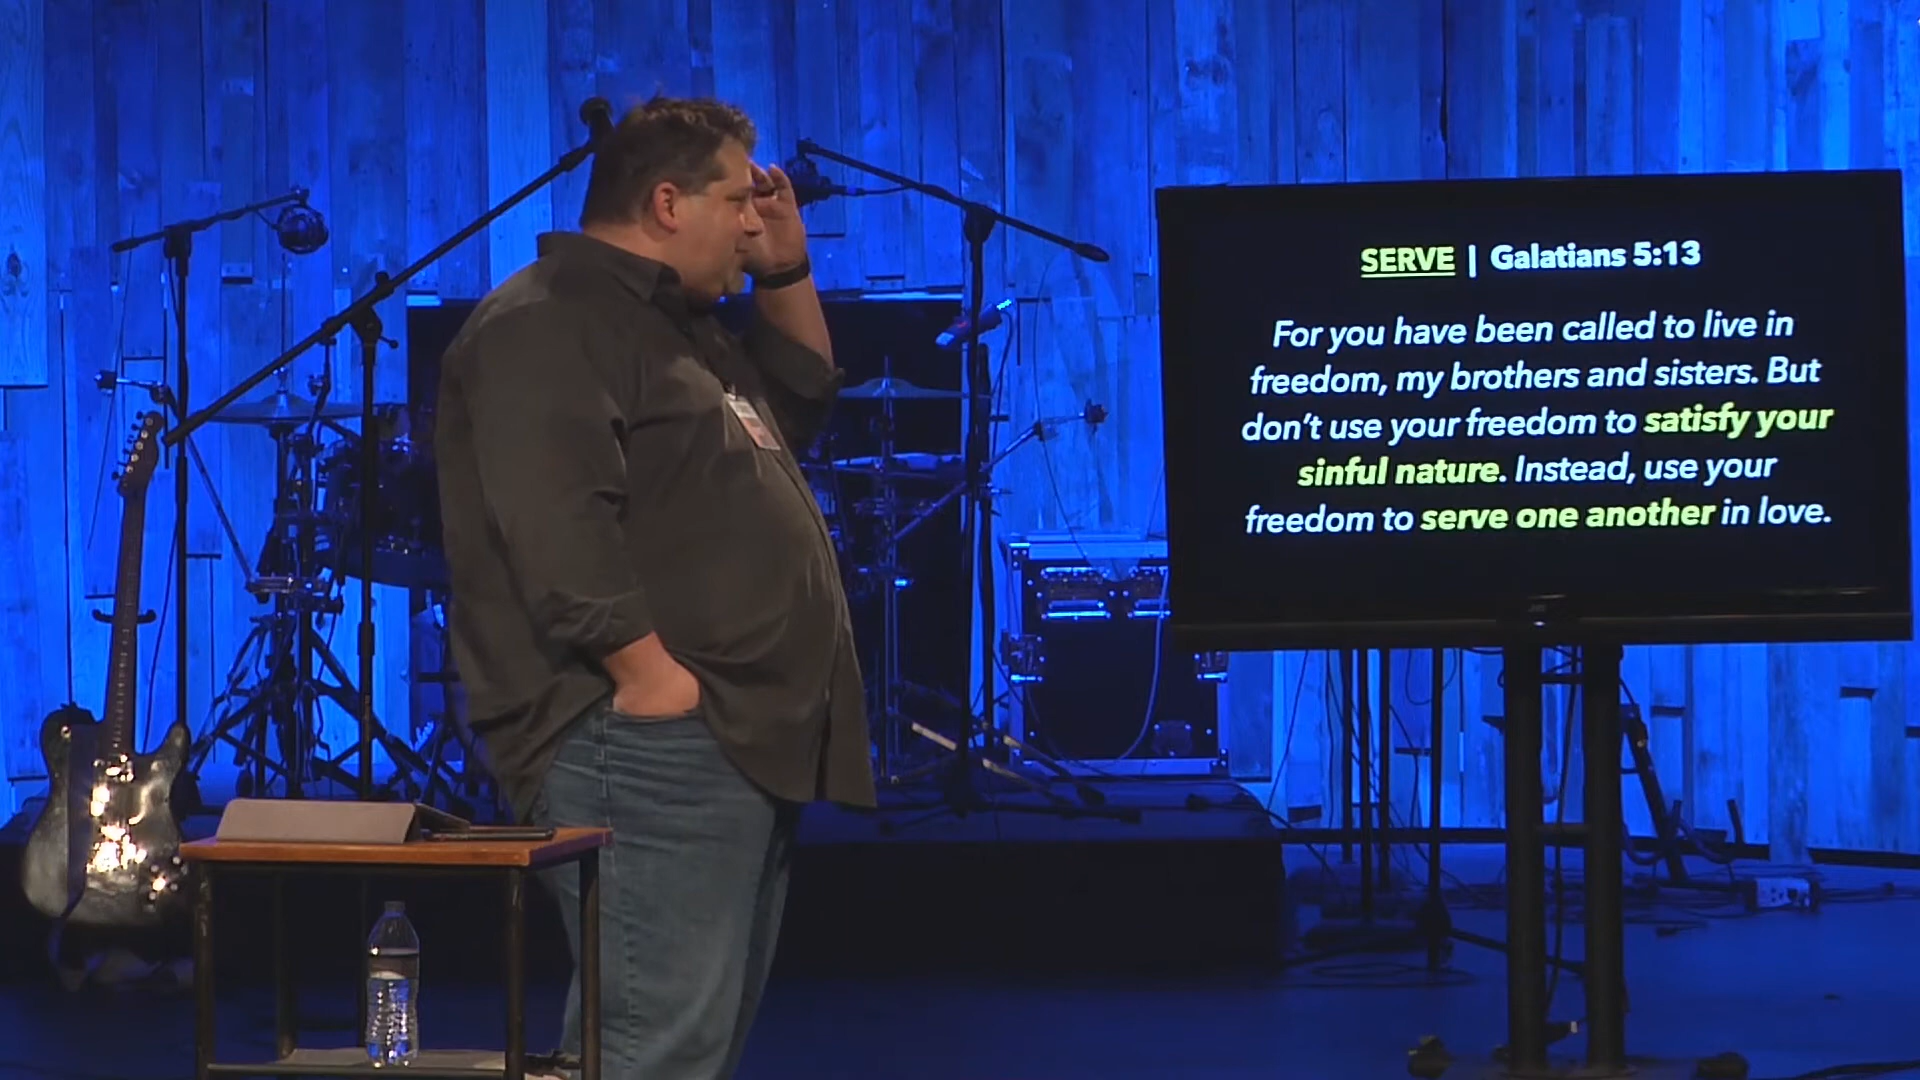 SERVE | Galatians 5:13
For you have been called to live in
freedom, my brothers and sisters. But
don't use your freedom to satisfy your
sinful nature. Instead, use your
freedom to serve one another in love.